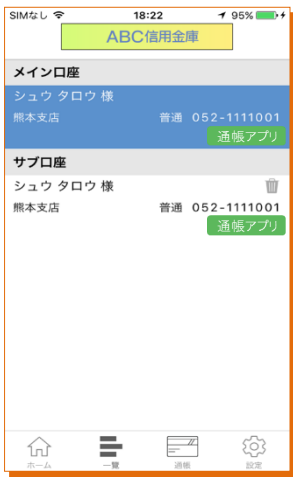 SIMなし 18:22 95%
ABC信用金庫
メイン口座
シュウ タロウ 様
熊本支店 普通 052-1111001
通帳アプリ
サブ口座
シュウ タロウ 様
熊本支店 普通 052-1111001
通帳アプリ
ホーム 一覧 通帳 設定